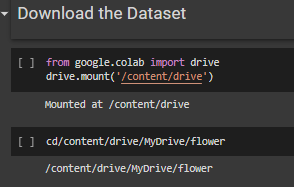 Download the Dataset
[ ] from google.colab import drive
drive.mount('/content/drive')
Mounted at /content/drive
[ ] cd/content/drive/MyDrive/flower
/content/drive/MyDrive/flower